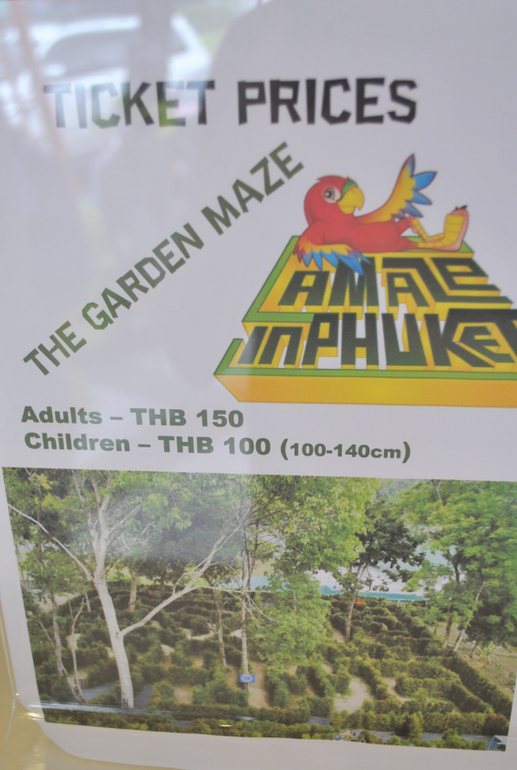 TICKET PRICES
THE GARDEN MAZE
AMAZE
INPHUKET
Adults – THB 150
Children – THB 100 (100-140cm)